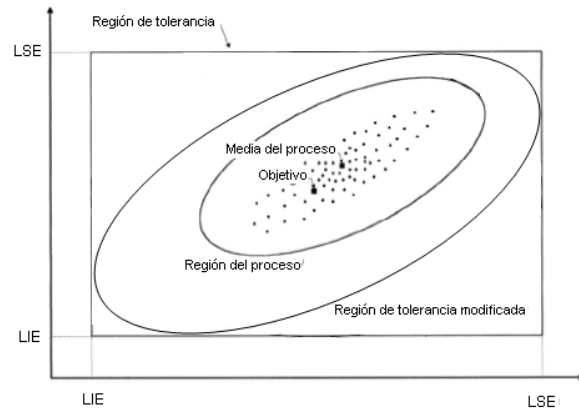 Región de tolerancia
LSE
Media del proceso
Objetivo
Región del proceso
Región de tolerancia modificada
LIE
LIE
LSE